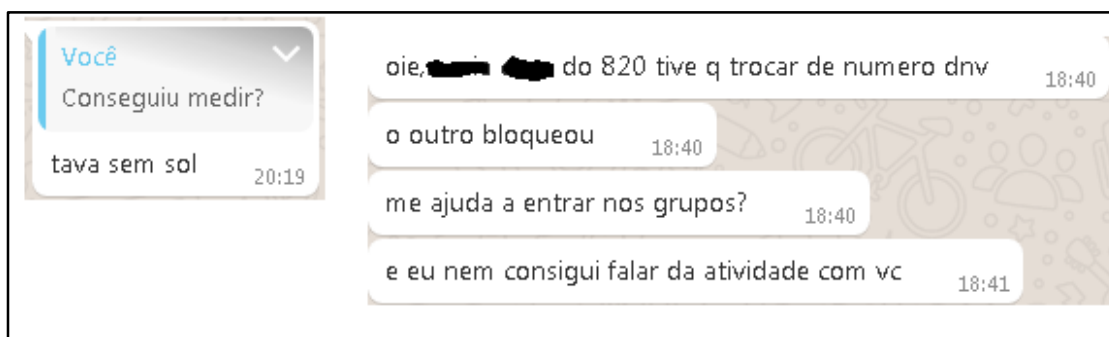 Você
Conseguiu medir?
tava sem sol
20:19
oie, do 820 tive q trocar de numero dnv
18:40
o outro bloqueou
18:40
me ajuda a entrar nos grupos?
18:40
e eu nem consigui falar da atividade com vc
18:41